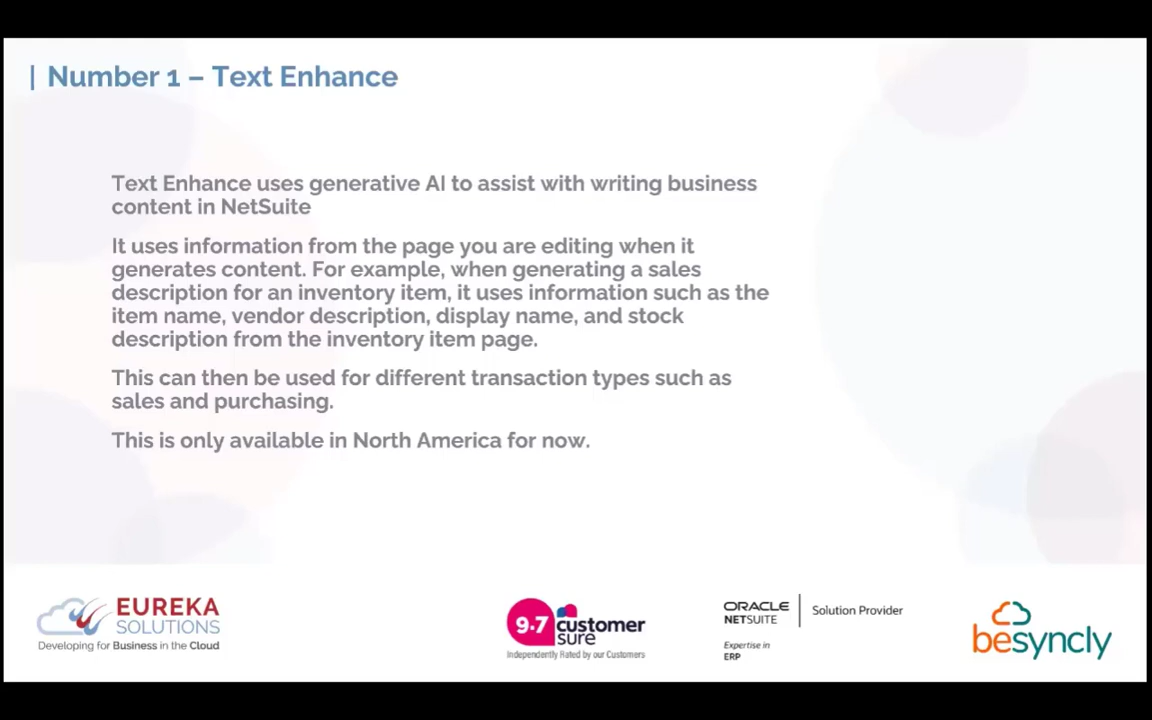 | Number 1 – Text Enhance
Text Enhance uses generative AI to assist with writing business
content in NetSuite
It uses information from the page you are editing when it
generates content. For example, when generating a sales
description for an inventory item, it uses information such as the
item name, vendor description, display name, and stock
description from the inventory item page.
This can then be used for different transaction types such as
sales and purchasing.
This is only available in North America for now.
EUREKA
SOLUTIONS
Developing for Business in the Cloud
9.7 customer
sure
Independently Rated by our Customers
ORACLE
NETSUITE
Solution Provider
Expertise in
ERP
besyncly